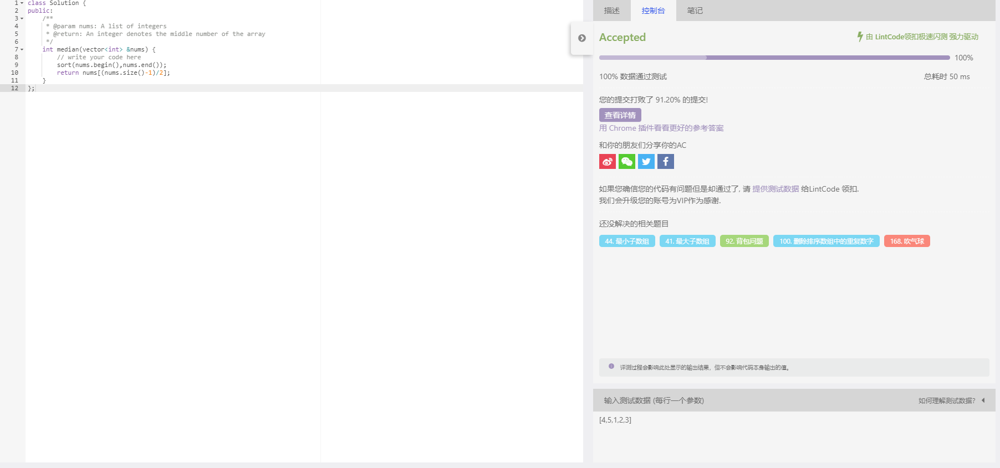 1 class Solution {
2 public:
3     /**
4      * @param nums: A list of integers
5      * @return: An integer denotes the middle number of the array
6      */
7     int median(vector<int> &nums) {
8         // write your code here
9         sort(nums.begin(),nums.end());
10         return nums[(nums.size()-1)/2];
11     }
12 };
描述 控制台 笔记
Accepted 由 LintCode领扣极速闪测 强力驱动
100%
100% 数据通过测试 总耗时 50 ms
您的提交打败了 91.20% 的提交!
查看详情
用 Chrome 插件看看更好的参考答案
和你的朋友们分享你的AC
如果您确信您的代码有问题但是却通过了, 请 提供测试数据 给LintCode 领扣.
我们会升级您的账号为VIP作为感谢.
还没解决的相关题目
44. 最小子数组 41. 最大子数组 92. 背包问题 100. 删除排序数组中的重复数字 168. 吹气球
评测过程会影响此处显示的输出结果，但不会影响代码本身输出的值。
输入测试数据 (每行一个参数) 如何理解测试数据?
[4,5,1,2,3]